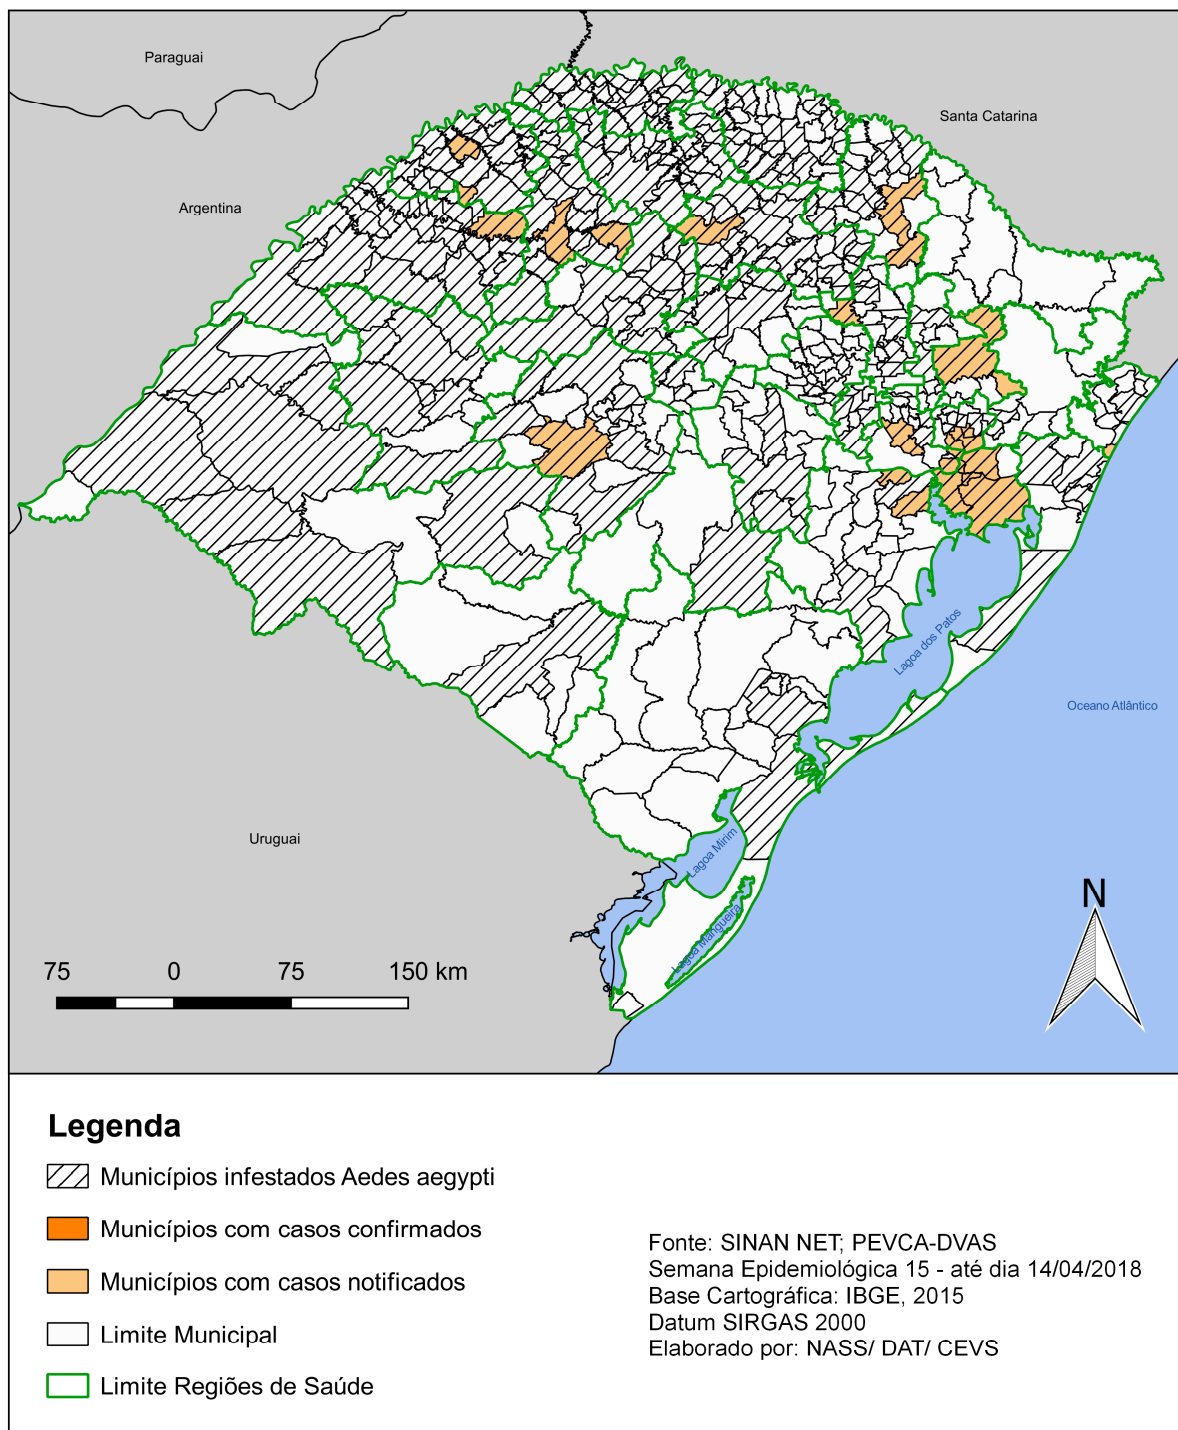 Paraguai
Santa Catarina
Argentina
Lagoa dos Patos
Oceano Atlântico
Uruguai
Lagoa Mirim
Lagoa Mangueira
N
75 0 75 150 km
Legenda
Municípios infestados Aedes aegypti
Municípios com casos confirmados
Municípios com casos notificados
Limite Municipal
Limite Regiões de Saúde
Fonte: SINAN NET; PEVCA-DVAS
Semana Epidemiológica 15 - até dia 14/04/2018
Base Cartográfica: IBGE, 2015
Datum SIRGAS 2000
Elaborado por: NASS/ DAT/ CEVS